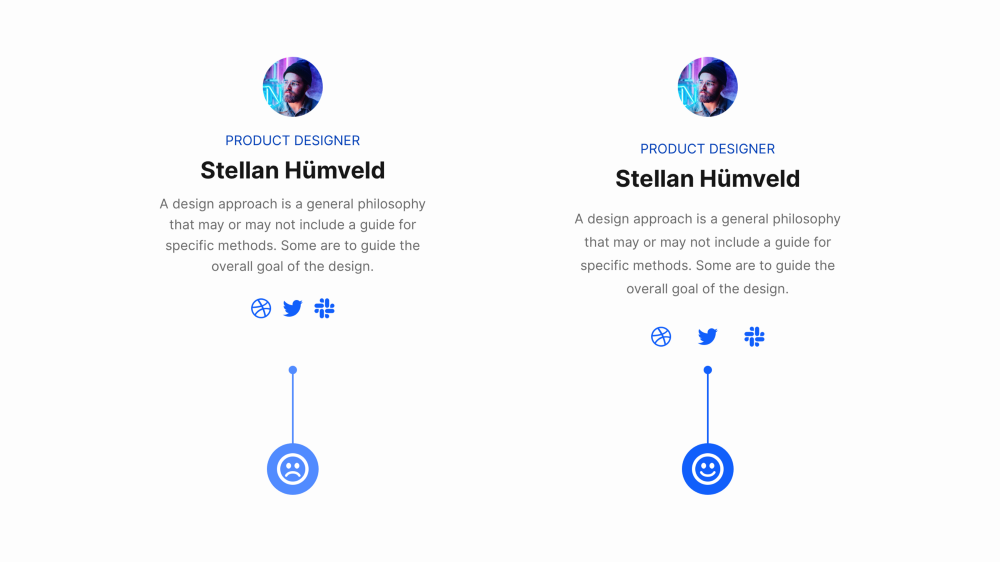 PRODUCT DESIGNER
Stellan Hümveld
A design approach is a general philosophy
that may or may not include a guide for
specific methods. Some are to guide the
overall goal of the design.
PRODUCT DESIGNER
Stellan Hümveld
A design approach is a general philosophy
that may or may not include a guide for
specific methods. Some are to guide the
overall goal of the design.